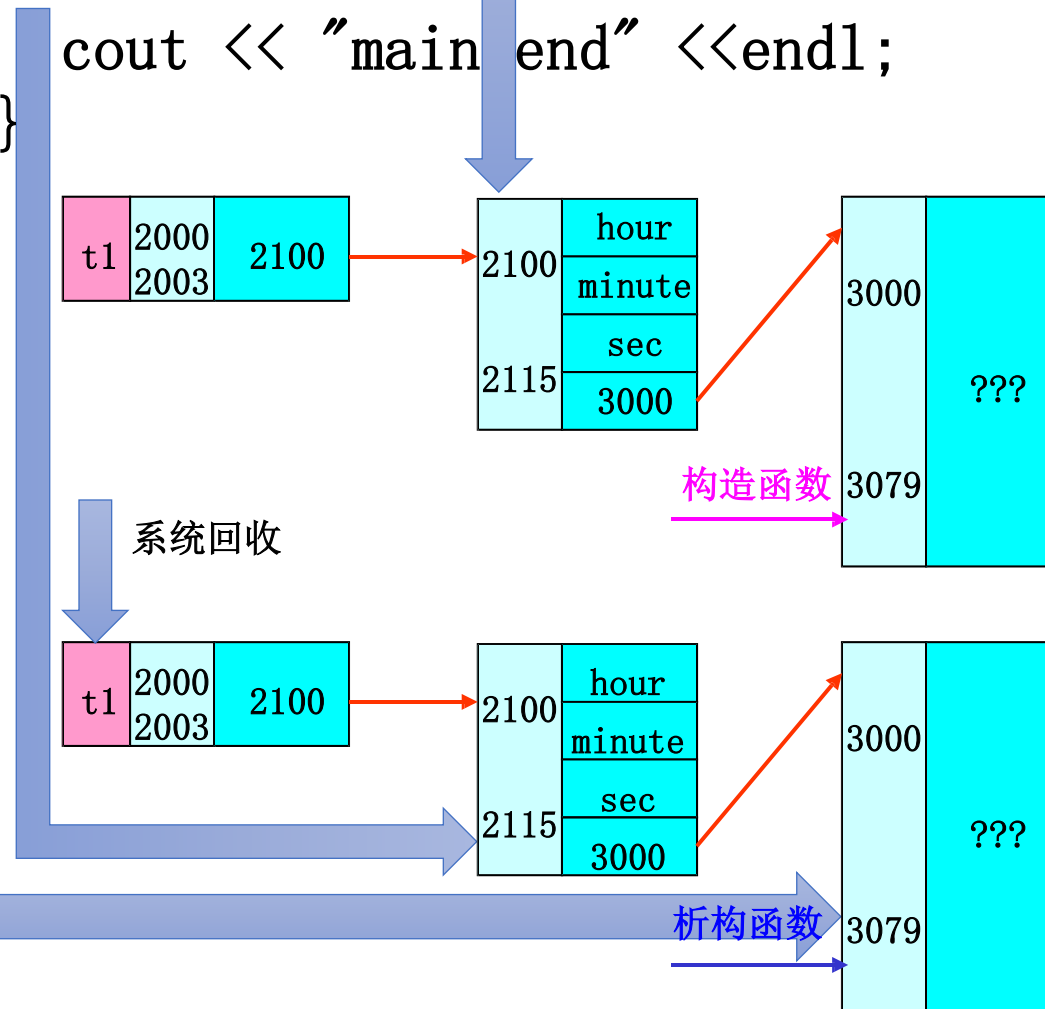 cout << "main end" <<endl;
}
t1 2000 2003 2100
2100 2115 hour minute sec 3000
3000 3079 ???
构造函数
系统回收
t1 2000 2003 2100
2100 2115 hour minute sec 3000
3000 3079 ???
析构函数